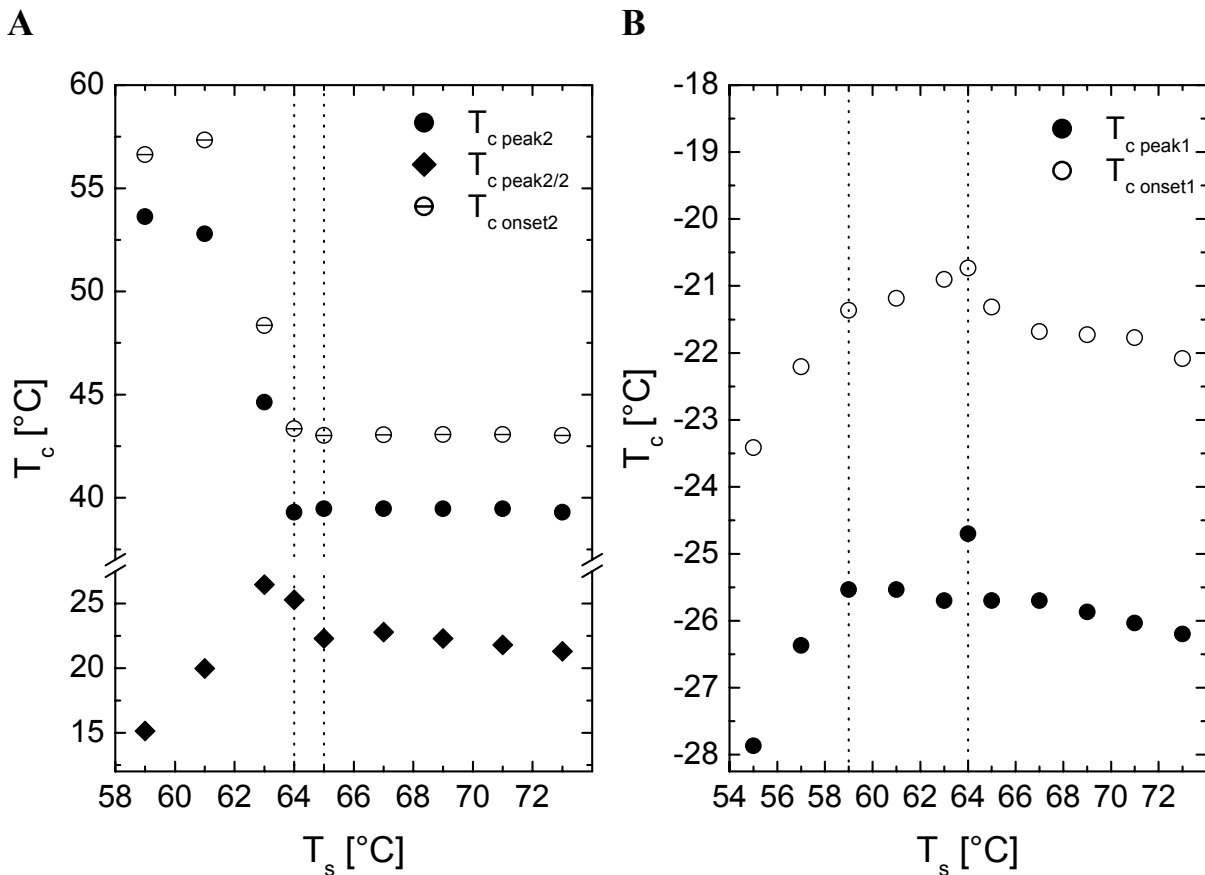 A
B
60
55
50
45
40
25
20
15
58 60 62 64 66 68 70 72
T_c [°C]
T_s [°C]
T_c peak2
T_c peak2/2
T_c onset2
-18
-19
-20
-21
-22
-23
-24
-25
-26
-27
-28
54 56 58 60 62 64 66 68 70 72
T_c [°C]
T_s [°C]
T_c peak1
T_c onset1